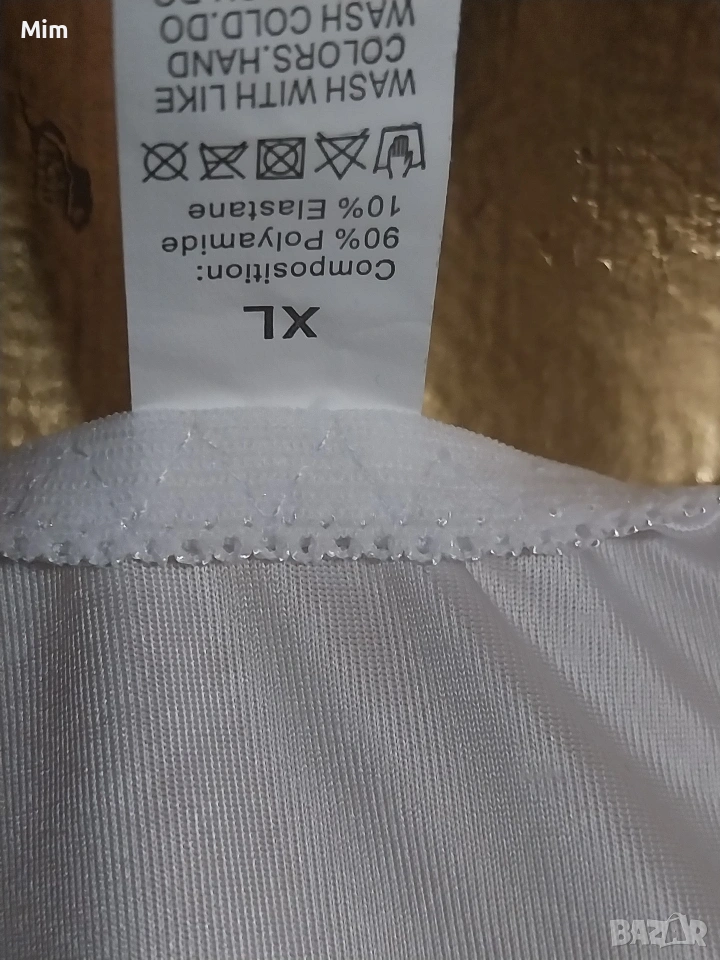 Mim
XL
Composition:
90% Polyamide
10% Elastane
WASH WITH LIKE
COLORS.HAND
WASH COLD.DO
BAZAR